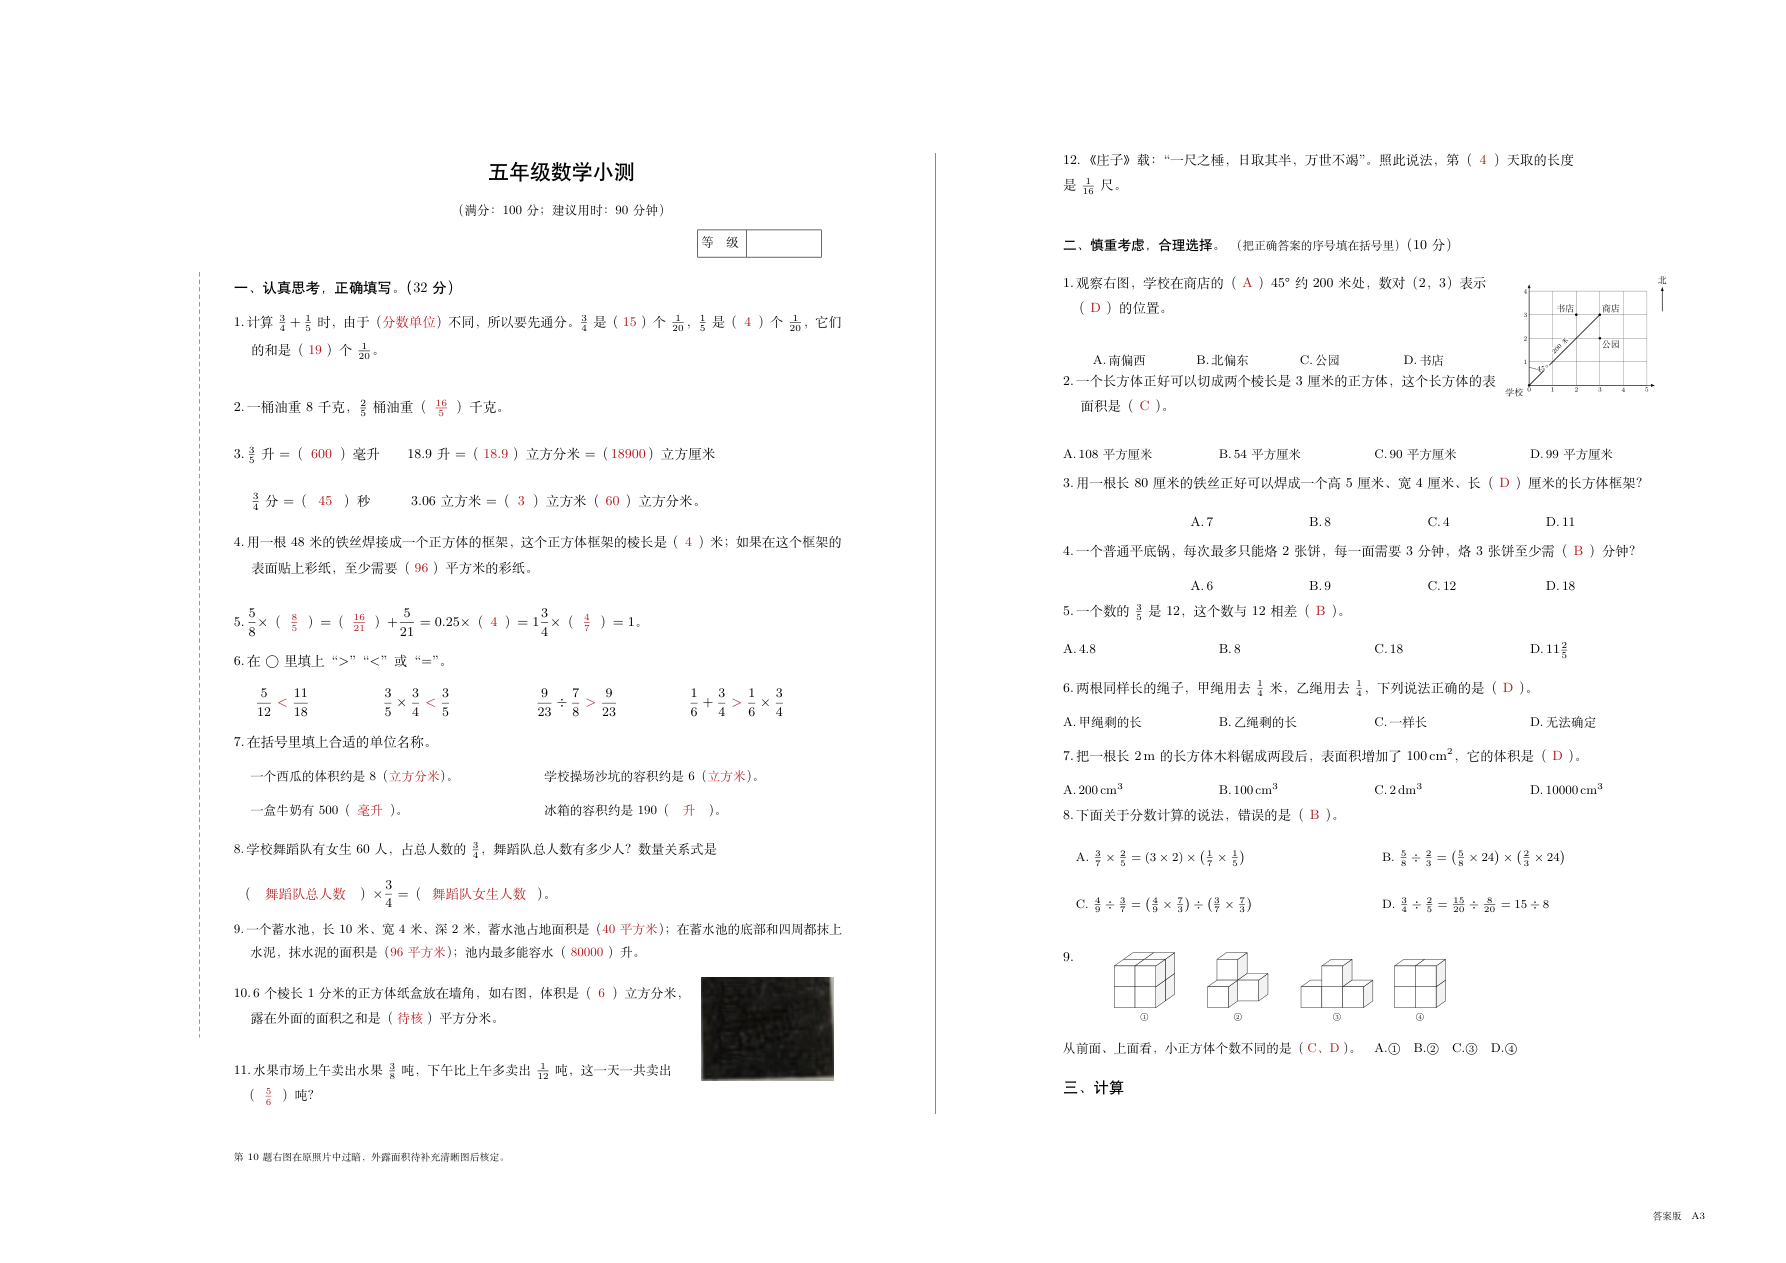 五年级数学小测
（满分：100 分；建议用时：90 分钟）
等 级
一、认真思考，正确填写。（32 分）
1. 计算 3/4 + 1/5 时，由于（分数单位）不同，所以要先通分。3/4 是（ 15 ）个 1/20，1/5 是（ 4 ）个 1/20，它们
的和是（ 19 ）个 1/20。
2. 一桶油重 8 千克，2/5 桶油重（ 16/5 ）千克。
3. 3/5 升 =（ 600 ）毫升 18.9 升 =（ 18.9 ）立方分米 =（18900）立方厘米
3/4 分 =（ 45 ）秒 3.06 立方米 =（ 3 ）立方米（ 60 ）立方分米。
4. 用一根 48 米的铁丝焊接成一个正方体的框架，这个正方体框架的棱长是（ 4 ）米；如果在这个框架的
表面贴上彩纸，至少需要（ 96 ）平方米的彩纸。
5. 5/8 ×（ 8/5 ）=（ 16/21 ）+ 5/21 = 0.25×（ 4 ）= 1 3/4 ×（ 4/7 ）= 1。
6. 在 ○ 里填上 “>” “<” 或 “=”。
5/12 < 11/18 3/5 × 3/4 < 3/5 9/23 ÷ 7/8 > 9/23 1/6 + 3/4 > 1/6 × 3/4
7. 在括号里填上合适的单位名称。
一个西瓜的体积约是 8（立方分米）。 学校操场沙坑的容积约是 6（立方米）。
一盒牛奶有 500（ 毫升 ）。 冰箱的容积约是 190（ 升 ）。
8. 学校舞蹈队有女生 60 人，占总人数的 3/4，舞蹈队总人数有多少人？数量关系式是
（ 舞蹈队总人数 ）× 3/4 =（ 舞蹈队女生人数 ）。
9. 一个蓄水池，长 10 米、宽 4 米、深 2 米，蓄水池占地面积是（40 平方米）；在蓄水池的底部和四周都抹上
水泥，抹水泥的面积是（96 平方米）；池内最多能容水（ 80000 ）升。
10. 6 个棱长 1 分米的正方体纸盒放在墙角，如右图，体积是（ 6 ）立方分米，
露在外面的面积之和是（ 待核 ）平方分米。
11. 水果市场上午卖出水果 3/8 吨，下午比上午多卖出 1/12 吨，这一天一共卖出
（ 5/6 ）吨？
第 10 题右图在原照片中过暗，外露面积待补充清晰图后核定。
12. 《庄子》载：“一尺之棰，日取其半，万世不竭”。照此说法，第（ 4 ）天取的长度
是 1/16 尺。
二、慎重考虑，合理选择。（把正确答案的序号填在括号里）（10 分）
1. 观察右图，学校在商店的（ A ）45° 约 200 米处，数对（2，3）表示
（ D ）的位置。
A. 南偏西 B. 北偏东 C. 公园 D. 书店
北
4
书店 商店
3
2
公园
200 米
1
45°
学校 0 1 2 3 4 5
2. 一个长方体正好可以切成两个棱长是 3 厘米的正方体，这个长方体的表
面积是（ C ）。
A. 108 平方厘米 B. 54 平方厘米 C. 90 平方厘米 D. 99 平方厘米
3. 用一根长 80 厘米的铁丝正好可以焊成一个高 5 厘米、宽 4 厘米、长（ D ）厘米的长方体框架？
A. 7 B. 8 C. 4 D. 11
4. 一个普通平底锅，每次最多只能烙 2 张饼，每一面需要 3 分钟，烙 3 张饼至少需（ B ）分钟？
A. 6 B. 9 C. 12 D. 18
5. 一个数的 3/5 是 12，这个数与 12 相差（ B ）。
A. 4.8 B. 8 C. 18 D. 11 2/5
6. 两根同样长的绳子，甲绳用去 1/4 米，乙绳用去 1/4，下列说法正确的是（ D ）。
A. 甲绳剩的长 B. 乙绳剩的长 C. 一样长 D. 无法确定
7. 把一根长 2 m 的长方体木料锯成两段后，表面积增加了 100 cm²，它的体积是（ D ）。
A. 200 cm³ B. 100 cm³ C. 2 dm³ D. 10000 cm³
8. 下面关于分数计算的说法，错误的是（ B ）。
A. 3/7 × 2/5 = (3 × 2) × (1/7 × 1/5) B. 5/8 ÷ 2/3 = (5/8 × 24) × (2/3 × 24)
C. 4/9 ÷ 3/7 = (4/9 × 7/3) ÷ (3/7 × 7/3) D. 3/4 ÷ 2/5 = 15/20 ÷ 8/20 = 15 ÷ 8
9.
① ② ③ ④
从前面、上面看，小正方体个数不同的是（ C、D ）。 A.① B.② C.③ D.④
三、计算
答案版 A3